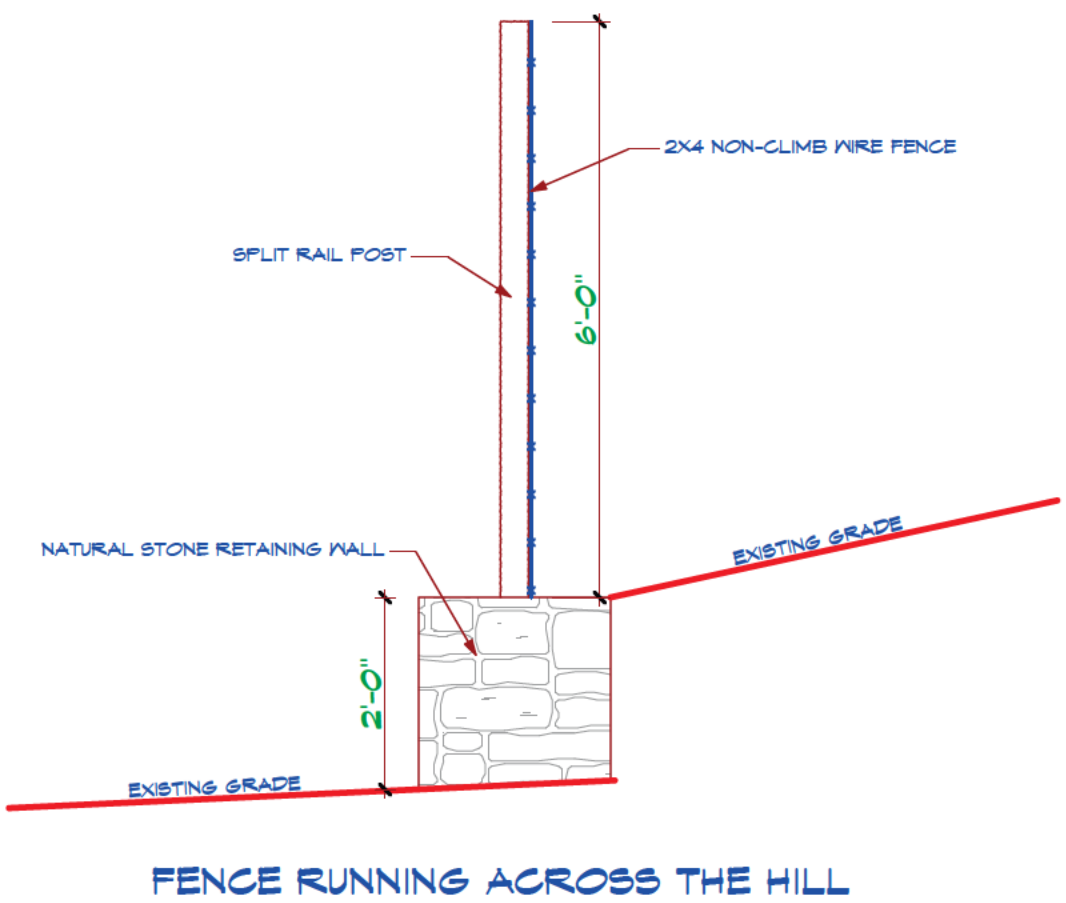 2X4 NON-CLIMB WIRE FENCE
SPLIT RAIL POST
6'-0"
NATURAL STONE RETAINING WALL
EXISTING GRADE
2'-0"
EXISTING GRADE
FENCE RUNNING ACROSS THE HILL